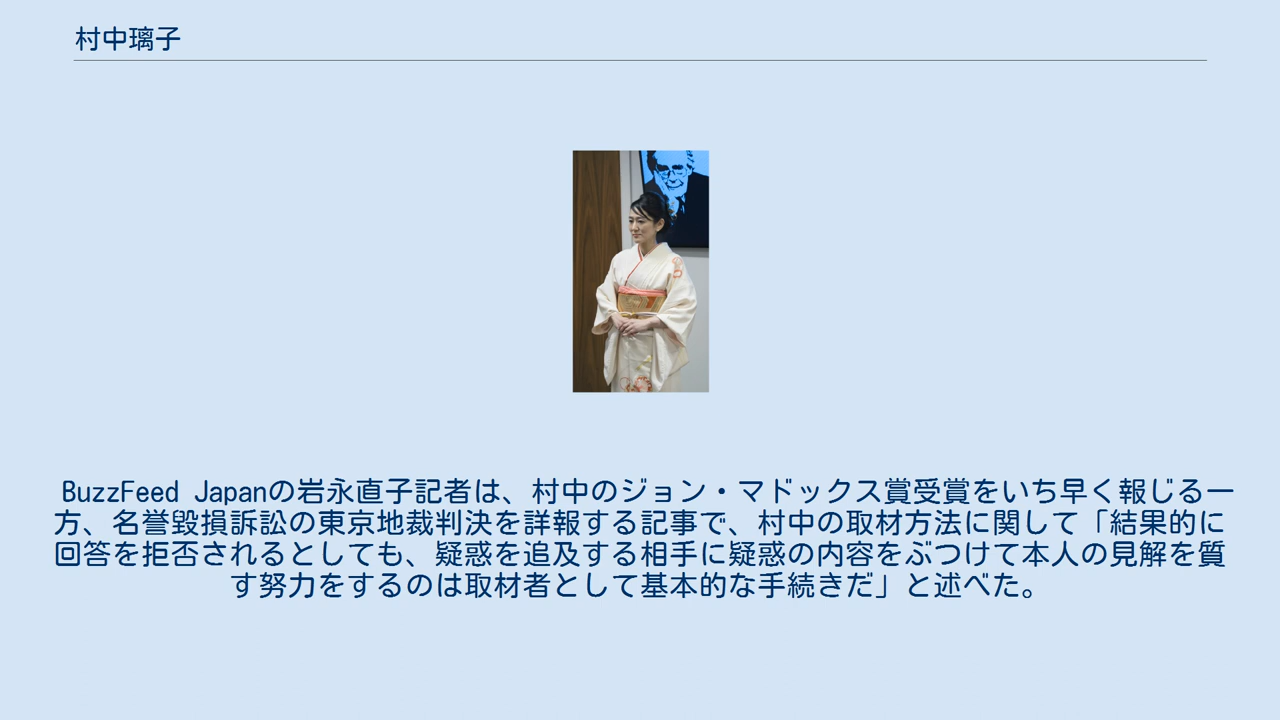 村中璃子
BuzzFeed Japanの岩永直子記者は、村中のジョン・マドックス賞受賞をいち早く報じる一
方、名誉毀損訴訟の東京地裁判決を詳報する記事で、村中の取材方法に関して「結果的に
回答を拒否されるとしても、疑惑を追及する相手に疑惑の内容をぶつけて本人の見解を質
す努力をするのは取材者として基本的な手続きだ」と述べた。